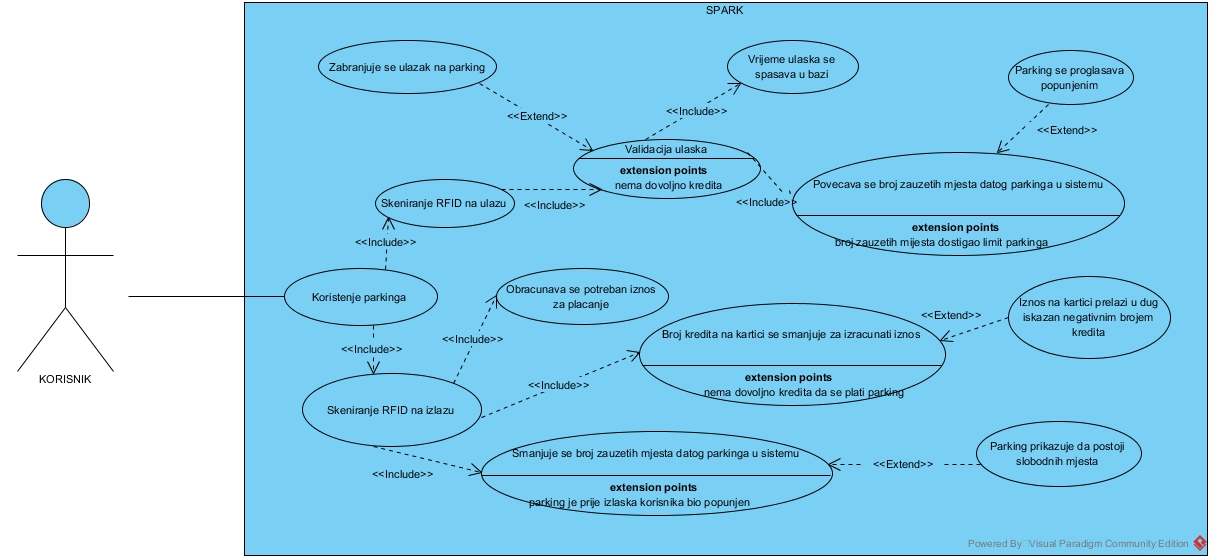 SPARK
Zabranjuje se ulazak na parking
Vrijeme ulaska se
spasava u bazi
Parking se proglasava
popunjenim
<<Extend>>
<<Include>>
<<Extend>>
Validacija ulaska
extension points
nema dovoljno kredita
Povecava se broj zauzetih mjesta datog parkinga u sistemu
extension points
broj zauzetih mijesta dostigao limit parkinga
Skeniranje RFID na ulazu
<<Include>>
<<Include>>
<<Include>>
Koristenje parkinga
Obracunava se potreban iznos
za placanje
Iznos na kartici prelazi u dug
iskazan negativnim brojem
kredita
<<Extend>>
Broj kredita na kartici se smanjuje za izracunati iznos
extension points
nema dovoljno kredita da se plati parking
<<Include>>
<<Include>>
<<Include>>
KORISNIK
Skeniranje RFID na izlazu
Smanjuje se broj zauzetih mjesta datog parkinga u sistemu
extension points
parking je prije izlaska korisnika bio popunjen
<<Include>>
<<Extend>>
Parking prikazuje da postoji
slobodnih mjesta
Powered By Visual Paradigm Community Edition